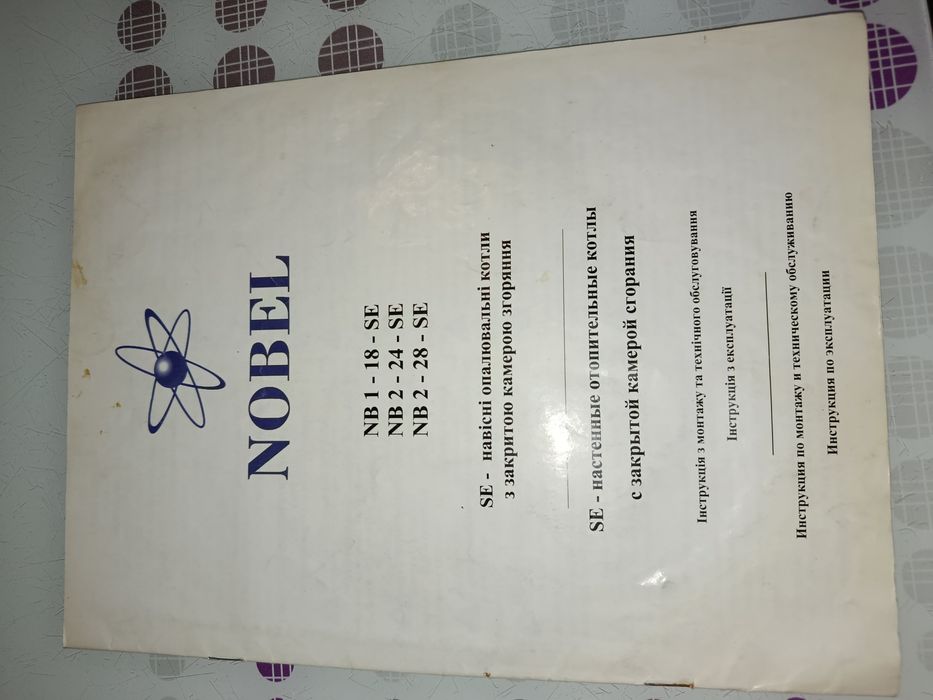 NOBEL
NB 1 - 18 - SE
NB 2 - 24 - SE
NB 2 - 28 - SE
SE - навісні опалювальні котли
з закритою камерою згоряння
SE - настенные отопительные котлы
с закрытой камерой сгорания
Інструкція з монтажу та технічного обслуговування
Інструкція з експлуатації
Инструкция по монтажу и техническому обслуживанию
Инструкция по эксплуатации